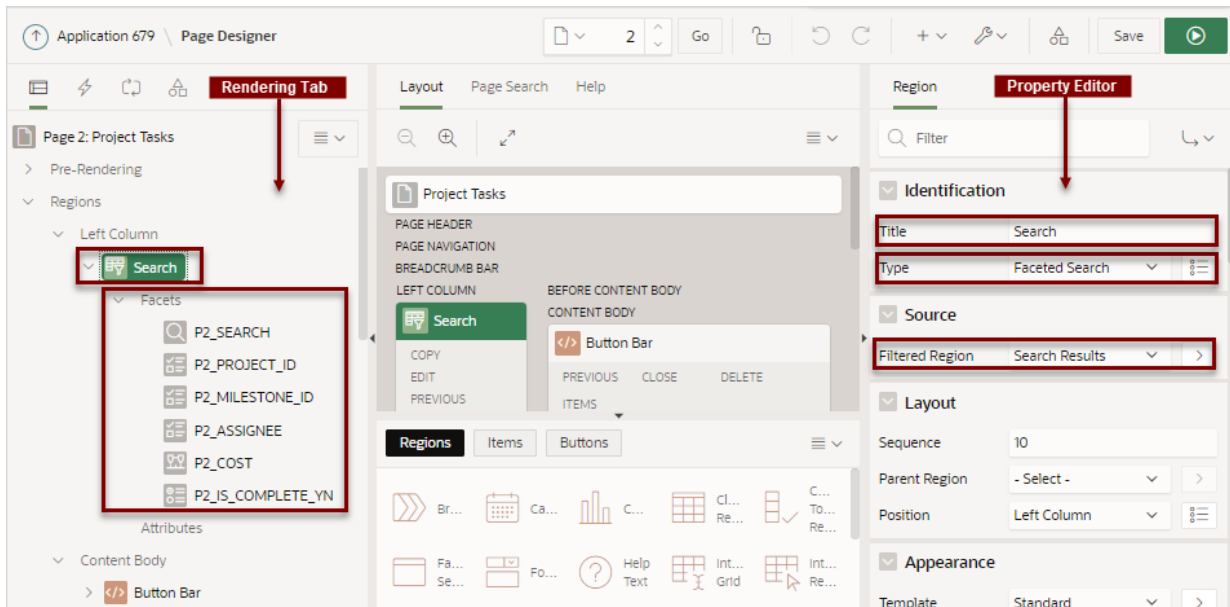 Application 679 \ Page Designer
2
Go
Save
Rendering Tab
Page 2: Project Tasks
Pre-Rendering
Regions
Left Column
Search
Facets
P2_SEARCH
P2_PROJECT_ID
P2_MILESTONE_ID
P2_ASSIGNEE
P2_COST
P2_IS_COMPLETE_YN
Attributes
Content Body
Button Bar
Layout Page Search Help
Project Tasks
PAGE HEADER
PAGE NAVIGATION
BREADCRUMB BAR
LEFT COLUMN
Search
COPY
EDIT
PREVIOUS
BEFORE CONTENT BODY
CONTENT BODY
Button Bar
PREVIOUS CLOSE DELETE
ITEMS
Regions Items Buttons
Br...
Ca...
C...
Cl...
Re...
C...
To...
Re...
Fa...
Se...
Fo...
Help
Text
Int...
Grid
Int...
Re...
Region
Property Editor
Filter
Identification
Title Search
Type Faceted Search
Source
Filtered Region Search Results
Layout
Sequence 10
Parent Region - Select -
Position Left Column
Appearance
Template Standard